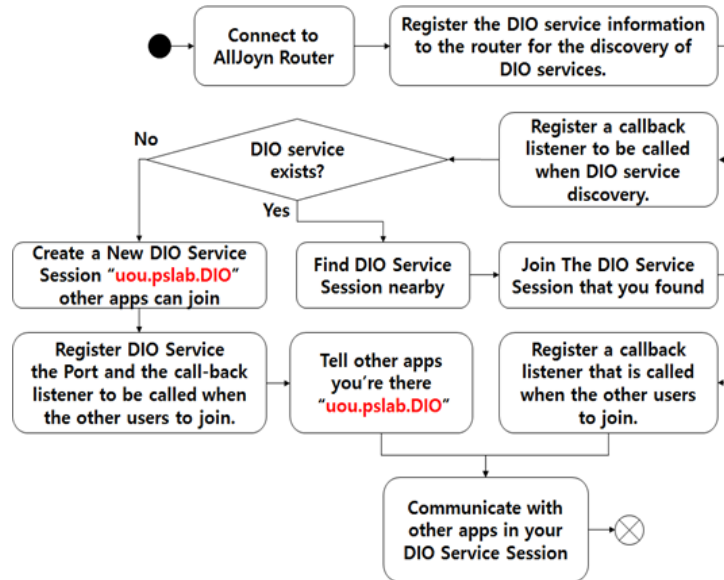 Connect to
AllJoyn Router
Register the DIO service information
to the router for the discovery of
DIO services.
Register a callback
listener to be called
when DIO service
discovery.
DIO service
exists?
No
Yes
Create a New DIO Service
Session “uou.pslab.DIO”
other apps can join
Find DIO Service
Session nearby
Join The DIO Service
Session that you found
Register DIO Service
the Port and the call-back
listener to be called when
the other users to join.
Tell other apps
you’re there
“uou.pslab.DIO”
Register a callback
listener that is called
when the other users
to join.
Communicate with
other apps in your
DIO Service Session